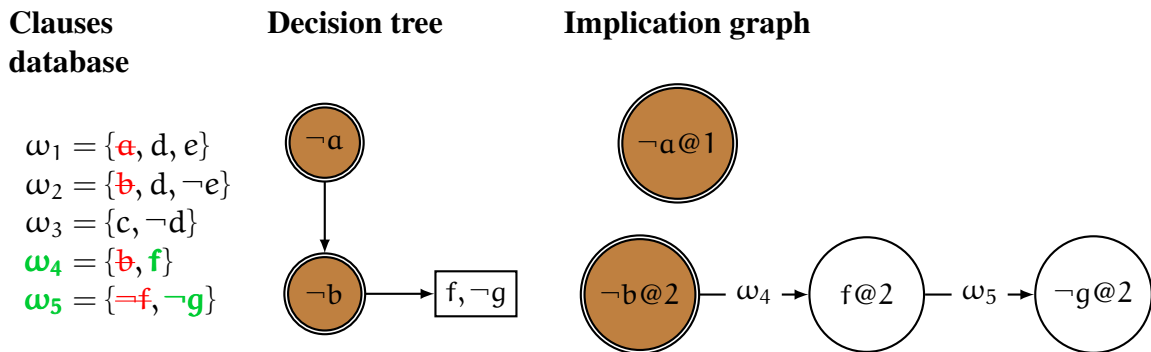 Clauses database
Decision tree
Implication graph
ω₁ = {a, d, e}
ω₂ = {b, d, ¬e}
ω₃ = {c, ¬d}
ω₄ = {b, f}
ω₅ = {¬f, ¬g}
¬a
¬b
f, ¬g
¬a@1
¬b@2
ω₄
f@2
ω₅
¬g@2